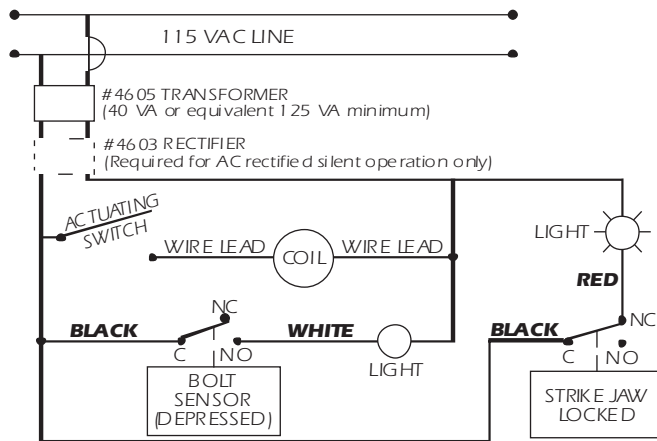 115 VAC LINE
#4605 TRANSFORMER
(40 VA or equivalent 125 VA minimum)
#4603 RECTIFIER
(Required for AC rectified silent operation only)
ACTUATING
SWITCH
LIGHT
WIRE LEAD
COIL
WIRE LEAD
RED
NC
BLACK
WHITE
BLACK
NC
C
NO
LIGHT
C
NO
BOLT
SENSOR
(DEPRESSED)
STRIKE JAW
LOCKED